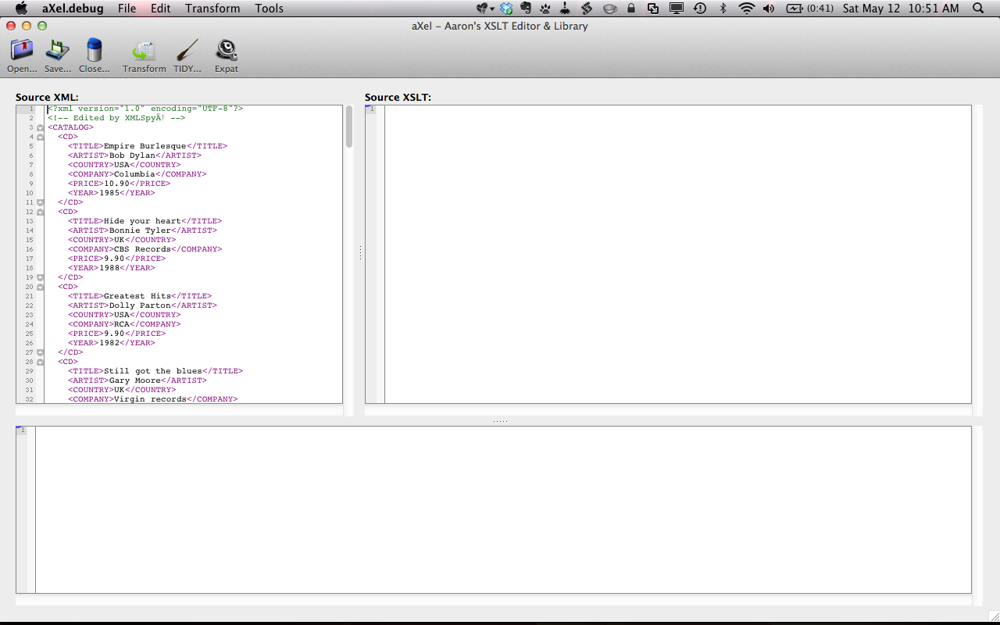 aXel.debug File Edit Transform Tools (0:41) Sat May 12 10:51 AM
aXel – Aaron's XSLT Editor & Library
Open... Save... Close... Transform TIDY... Expat
Source XML:
1 <?xml version="1.0" encoding="UTF-8"?>
2 <!-- Edited by XMLSpyÂ† -->
3 <CATALOG>
4 <CD>
5 <TITLE>Empire Burlesque</TITLE>
6 <ARTIST>Bob Dylan</ARTIST>
7 <COUNTRY>USA</COUNTRY>
8 <COMPANY>Columbia</COMPANY>
9 <PRICE>10.90</PRICE>
10 <YEAR>1985</YEAR>
11 </CD>
12 <CD>
13 <TITLE>Hide your heart</TITLE>
14 <ARTIST>Bonnie Tyler</ARTIST>
15 <COUNTRY>UK</COUNTRY>
16 <COMPANY>CBS Records</COMPANY>
17 <PRICE>9.90</PRICE>
18 <YEAR>1988</YEAR>
19 </CD>
20 <CD>
21 <TITLE>Greatest Hits</TITLE>
22 <ARTIST>Dolly Parton</ARTIST>
23 <COUNTRY>USA</COUNTRY>
24 <COMPANY>RCA</COMPANY>
25 <PRICE>9.90</PRICE>
26 <YEAR>1982</YEAR>
27 </CD>
28 <CD>
29 <TITLE>Still got the blues</TITLE>
30 <ARTIST>Gary Moore</ARTIST>
31 <COUNTRY>UK</COUNTRY>
32 <COMPANY>Virgin records</COMPANY>
Source XSLT:
1
1